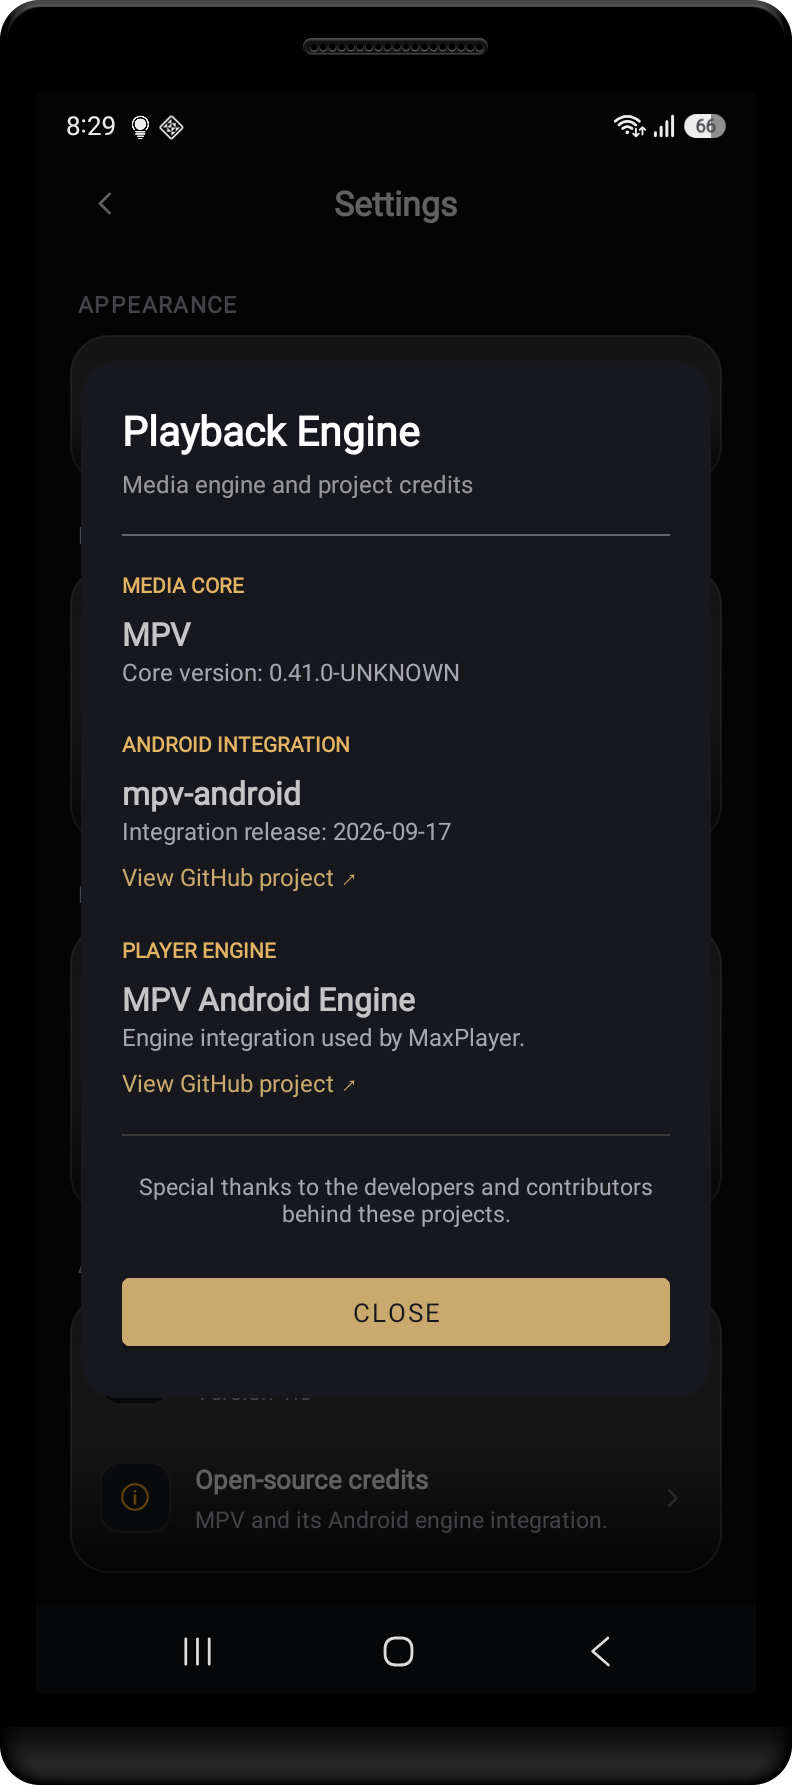 8:29
66
Settings
APPEARANCE
Playback Engine
Media engine and project credits
MEDIA CORE
MPV
Core version: 0.41.0-UNKNOWN
ANDROID INTEGRATION
mpv-android
Integration release: 2026-09-17
View GitHub project ↗
PLAYER ENGINE
MPV Android Engine
Engine integration used by MaxPlayer.
View GitHub project ↗
Special thanks to the developers and contributors
behind these projects.
CLOSE
Open-source credits
MPV and its Android engine integration.